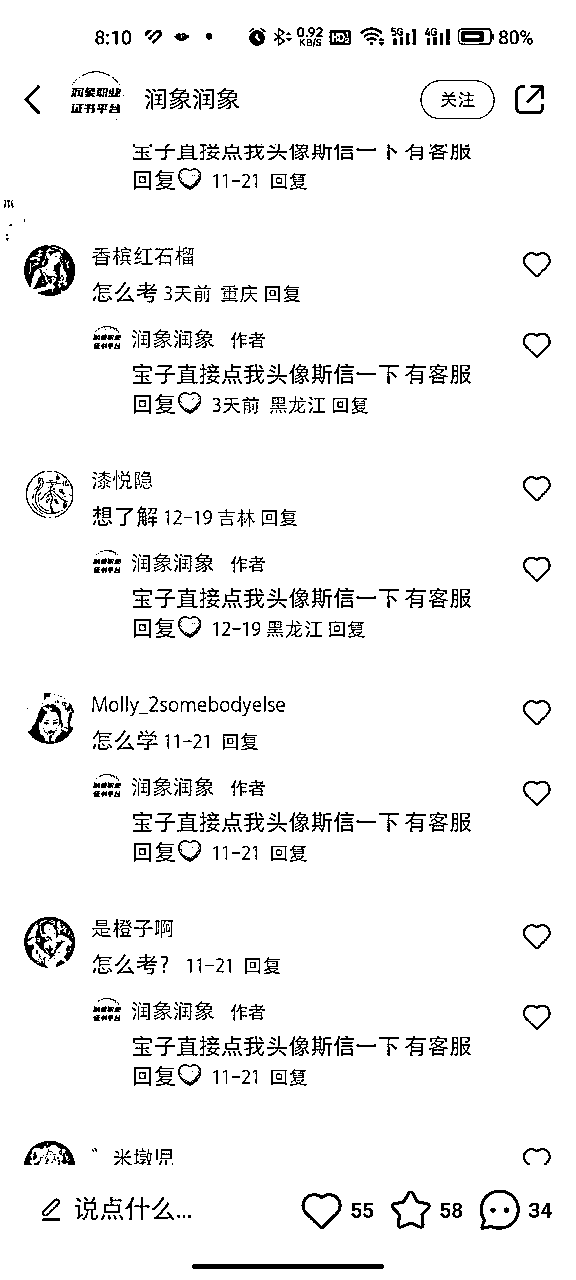 8:10 0.92 KB/S HD2 5G 4G 80%
润象职业
证书平台
润象润象
关注
宝子直接点我头像斯信一下 有客服
回复 11-21 回复
香槟红石榴
怎么考 3天前 重庆 回复
润象润象 作者
宝子直接点我头像斯信一下 有客服
回复 3天前 黑龙江 回复
漆悦隐
想了解 12-19 吉林 回复
润象润象 作者
宝子直接点我头像斯信一下 有客服
回复 12-19 黑龙江 回复
Molly_2somebodyelse
怎么学 11-21 回复
润象润象 作者
宝子直接点我头像斯信一下 有客服
回复 11-21 回复
是橙子啊
怎么考? 11-21 回复
润象润象 作者
宝子直接点我头像斯信一下 有客服
回复 11-21 回复
米墩児
说点什么... 55 58 34